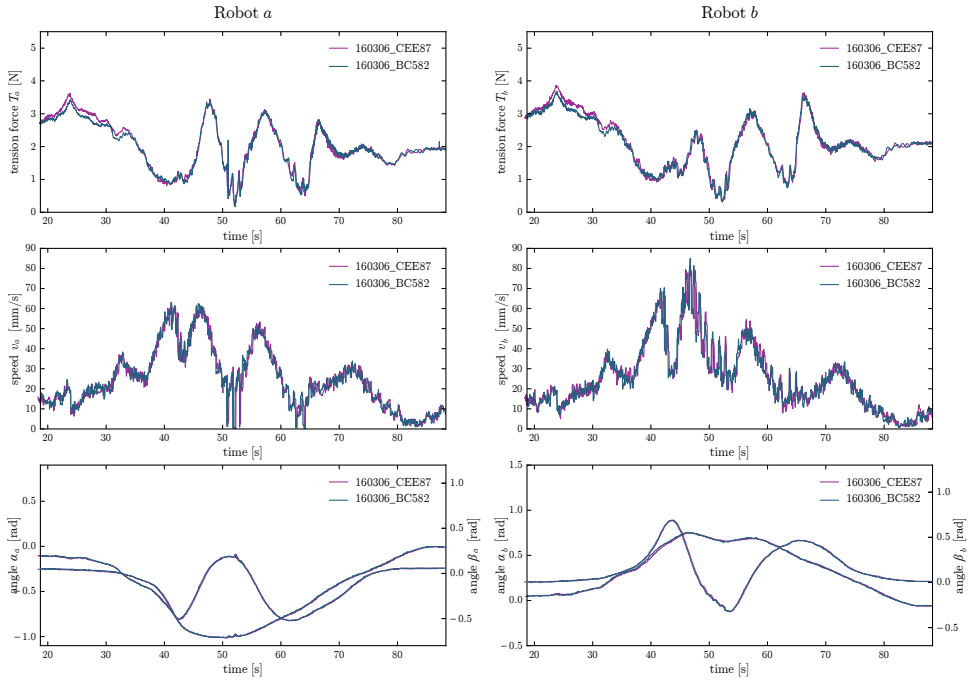 Robot a
Robot b
5
4
3
2
1
0
tension force Tₐ [N]
160306_CEE87
160306_BC582
20 30 40 50 60 70 80
time [s]
5
4
3
2
1
0
tension force T_b [N]
160306_CEE87
160306_BC582
20 30 40 50 60 70 80
time [s]
90
80
70
60
50
40
30
20
10
0
speed vₐ [mm/s]
160306_CEE87
160306_BC582
20 30 40 50 60 70 80
time [s]
90
80
70
60
50
40
30
20
10
0
speed v_b [mm/s]
160306_CEE87
160306_BC582
20 30 40 50 60 70 80
time [s]
0.5
0.0
−0.5
−1.0
angle αₐ [rad]
160306_CEE87
160306_BC582
1.0
0.5
0.0
−0.5
angle βₐ [rad]
20 30 40 50 60 70 80
time [s]
1.5
1.0
0.5
0.0
−0.5
angle α_b [rad]
160306_CEE87
160306_BC582
1.0
0.5
0.0
−0.5
angle β_b [rad]
20 30 40 50 60 70 80
time [s]